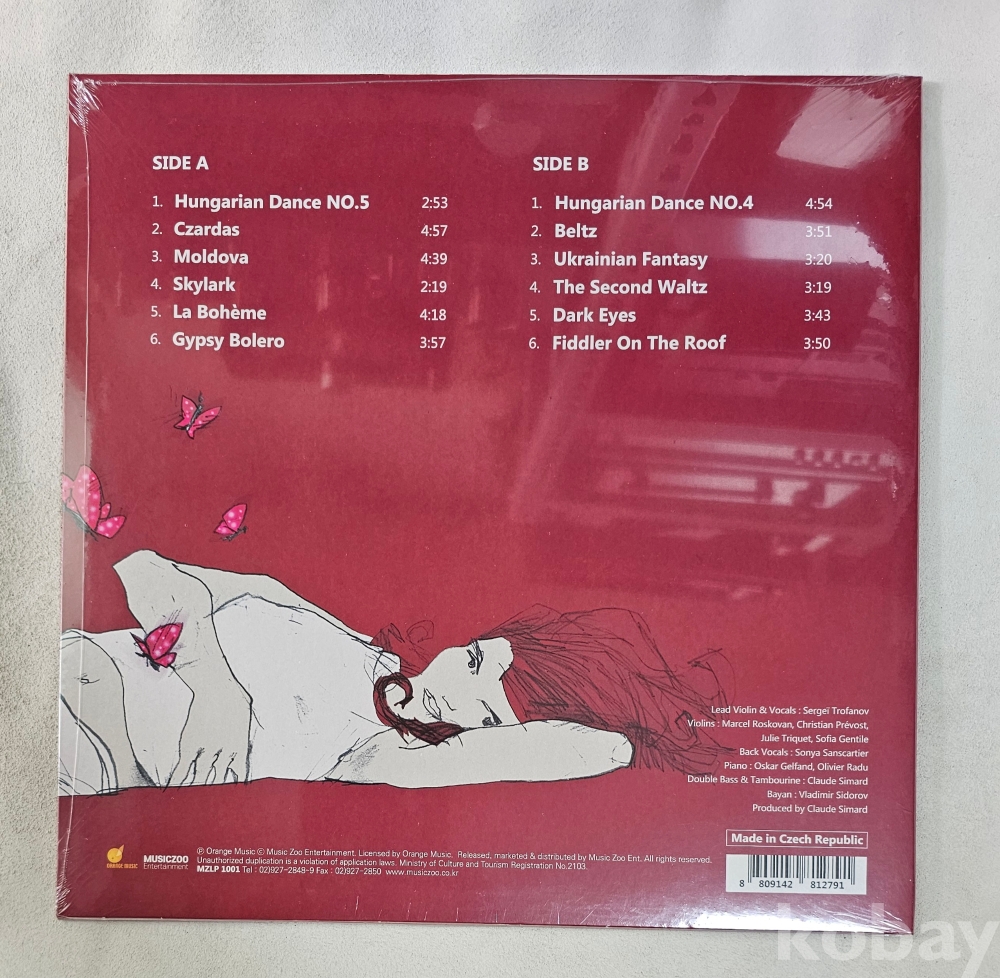 SIDE A
1. Hungarian Dance NO.5 2:53
2. Czardas 4:57
3. Moldova 4:39
4. Skylark 2:19
5. La Bohème 4:18
6. Gypsy Bolero 3:57
SIDE B
1. Hungarian Dance NO.4 4:54
2. Beltz 3:51
3. Ukrainian Fantasy 3:20
4. The Second Waltz 3:19
5. Dark Eyes 3:43
6. Fiddler On The Roof 3:50
Lead Violin & Vocals : Sergeï Trofanov
Violins : Marcel Roskovan, Christian Prévost,
Julie Triquet, Sofia Gentile
Back Vocals : Sonya Sanscartier
Piano : Oskar Gelfand, Olivier Radu
Double Bass & Tambourine : Claude Simard
Bayan : Vladimir Sidorov
Produced by Claude Simard
Made in Czech Republic
ORANGE MUSIC
MUSICZOO
Entertainment
℗ Orange Music © Music Zoo Entertainment. Licensed by Orange Music. Released, marketed & distributed by Music Zoo Ent. All rights reserved.
Unauthorized duplication is a violation of application laws. Ministry of Culture and Tourism Registration No.2103.
MZLP 1001 Tel : 02)927-2848-9 Fax : 02)927-2850 www.musiczoo.co.kr
8 809142 812791
kobay